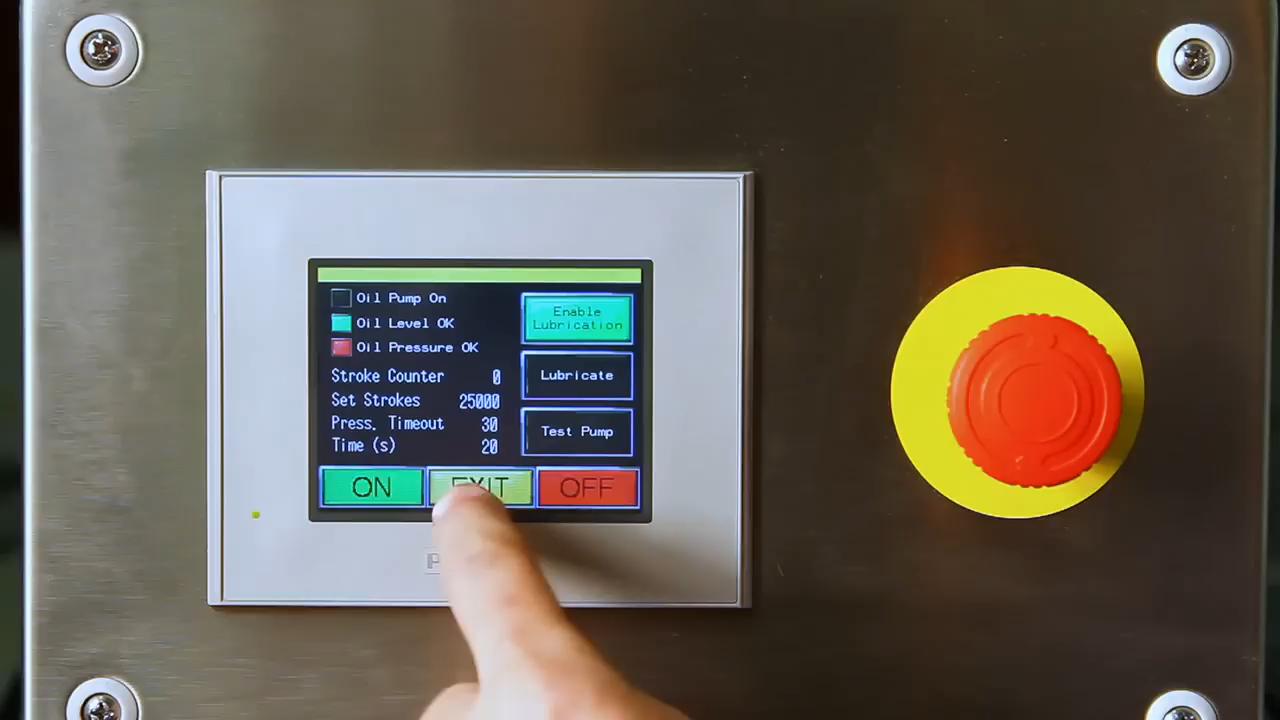 Oil Pump On
Oil Level OK
Oil Pressure OK
Stroke Counter 0
Set Strokes 25000
Press. Timeout 30
Time (s) 20
Enable
Lubrication
Lubricate
Test Pump
ON
EXIT
OFF